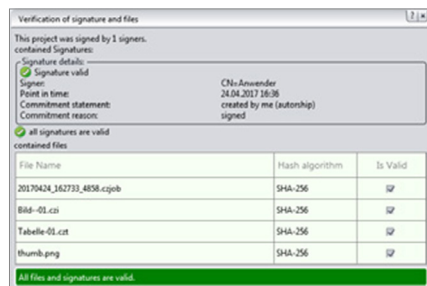 Verification of signature and files
This project was signed by 1 signers.
contained Signatures:
Signature details:
Signature valid
Signer: CN=Anwender
Point in time: 24.04.2017 16:36
Commitment statement: created by me (autorship)
Commitment reason: signed
all signatures are valid
contained files
File Name Hash algorithm Is Valid
20170424_162733_4858.czjob SHA-256
Bild--01.czi SHA-256
Tabelle-01.czt SHA-256
thumb.png SHA-256
All files and signatures are valid.